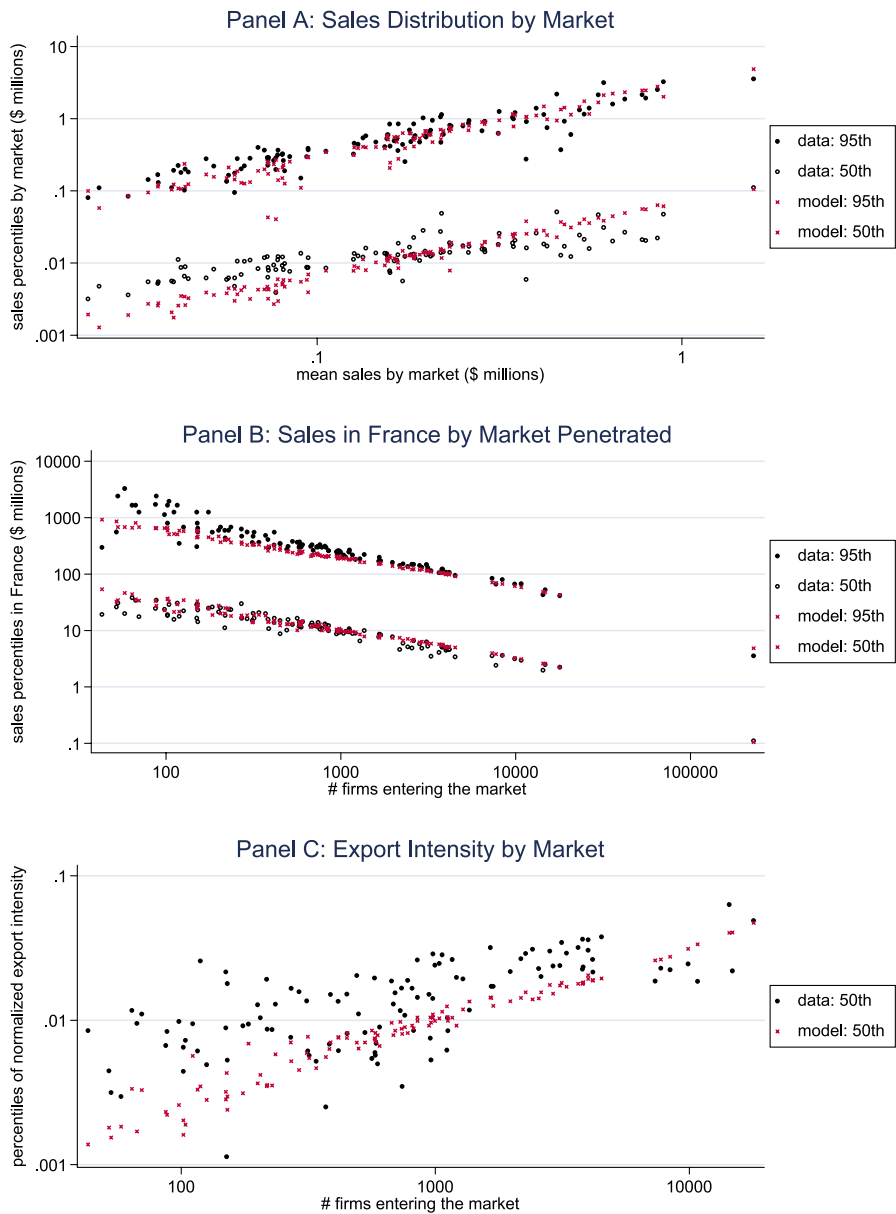 Panel A: Sales Distribution by Market
sales percentiles by market ($ millions)
10
1
.1
.01
.001
.1
1
mean sales by market ($ millions)
data: 95th
data: 50th
model: 95th
model: 50th
Panel B: Sales in France by Market Penetrated
sales percentiles in France ($ millions)
10000
1000
100
10
1
.1
100
1000
10000
100000
# firms entering the market
data: 95th
data: 50th
model: 95th
model: 50th
Panel C: Export Intensity by Market
percentiles of normalized export intensity
.1
.01
.001
100
1000
10000
# firms entering the market
data: 50th
model: 50th